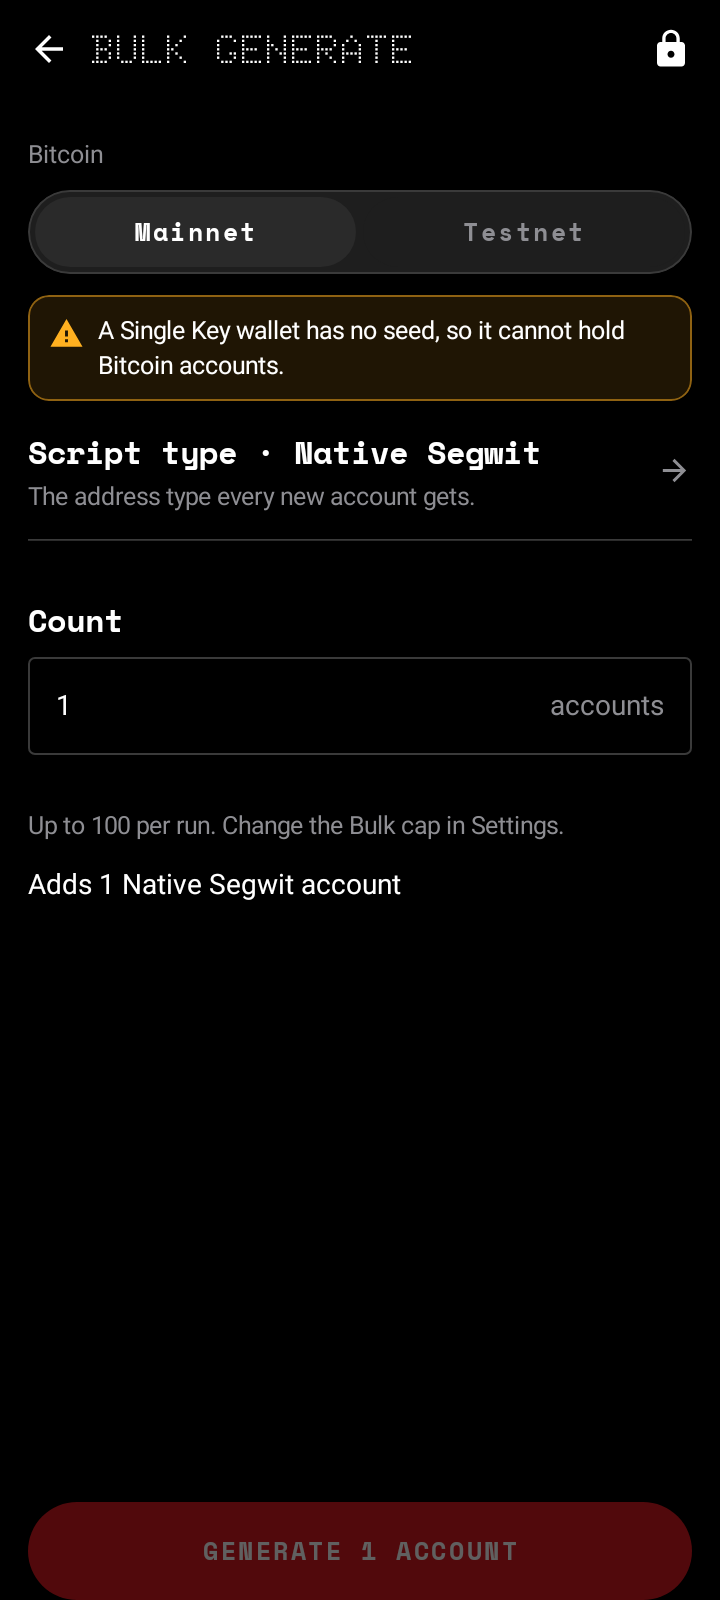 BULK GENERATE
Bitcoin
Mainnet
Testnet
A Single Key wallet has no seed, so it cannot hold
Bitcoin accounts.
Script type · Native Segwit
The address type every new account gets.
Count
1 accounts
Up to 100 per run. Change the Bulk cap in Settings.
Adds 1 Native Segwit account
GENERATE 1 ACCOUNT